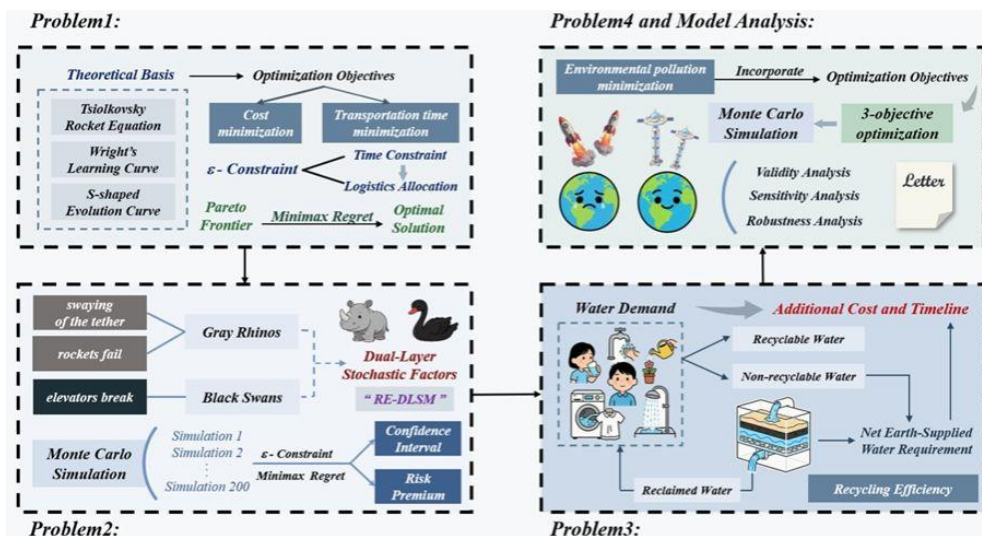 Problem1:
Theoretical Basis
Optimization Objectives
Tsiolkovsky
Rocket Equation
Wright's
Learning Curve
S-shaped
Evolution Curve
Cost
minimization
Transportation time
minimization
ε - Constraint
Time Constraint
Logistics Allocation
Pareto
Frontier
Minimax Regret
Optimal
Solution
Problem4 and Model Analysis:
Environmental pollution
minimization
Incorporate
Optimization Objectives
Monte Carlo
Simulation
3-objective
optimization
Validity Analysis
Sensitivity Analysis
Robustness Analysis
Letter
swaying
of the tether
rockets fail
elevators break
Gray Rhinos
Black Swans
Dual-Layer
Stochastic Factors
“ RE-DLSM ”
Monte Carlo
Simulation
Simulation 1
Simulation 2
⋮
Simulation 200
ε - Constraint
Minimax Regret
Confidence
Interval
Risk
Premium
Problem2:
Water Demand
Additional Cost and Timeline
Recyclable Water
Non-recyclable Water
Net Earth-Supplied
Water Requirement
Reclaimed Water
Recycling Efficiency
Problem3: